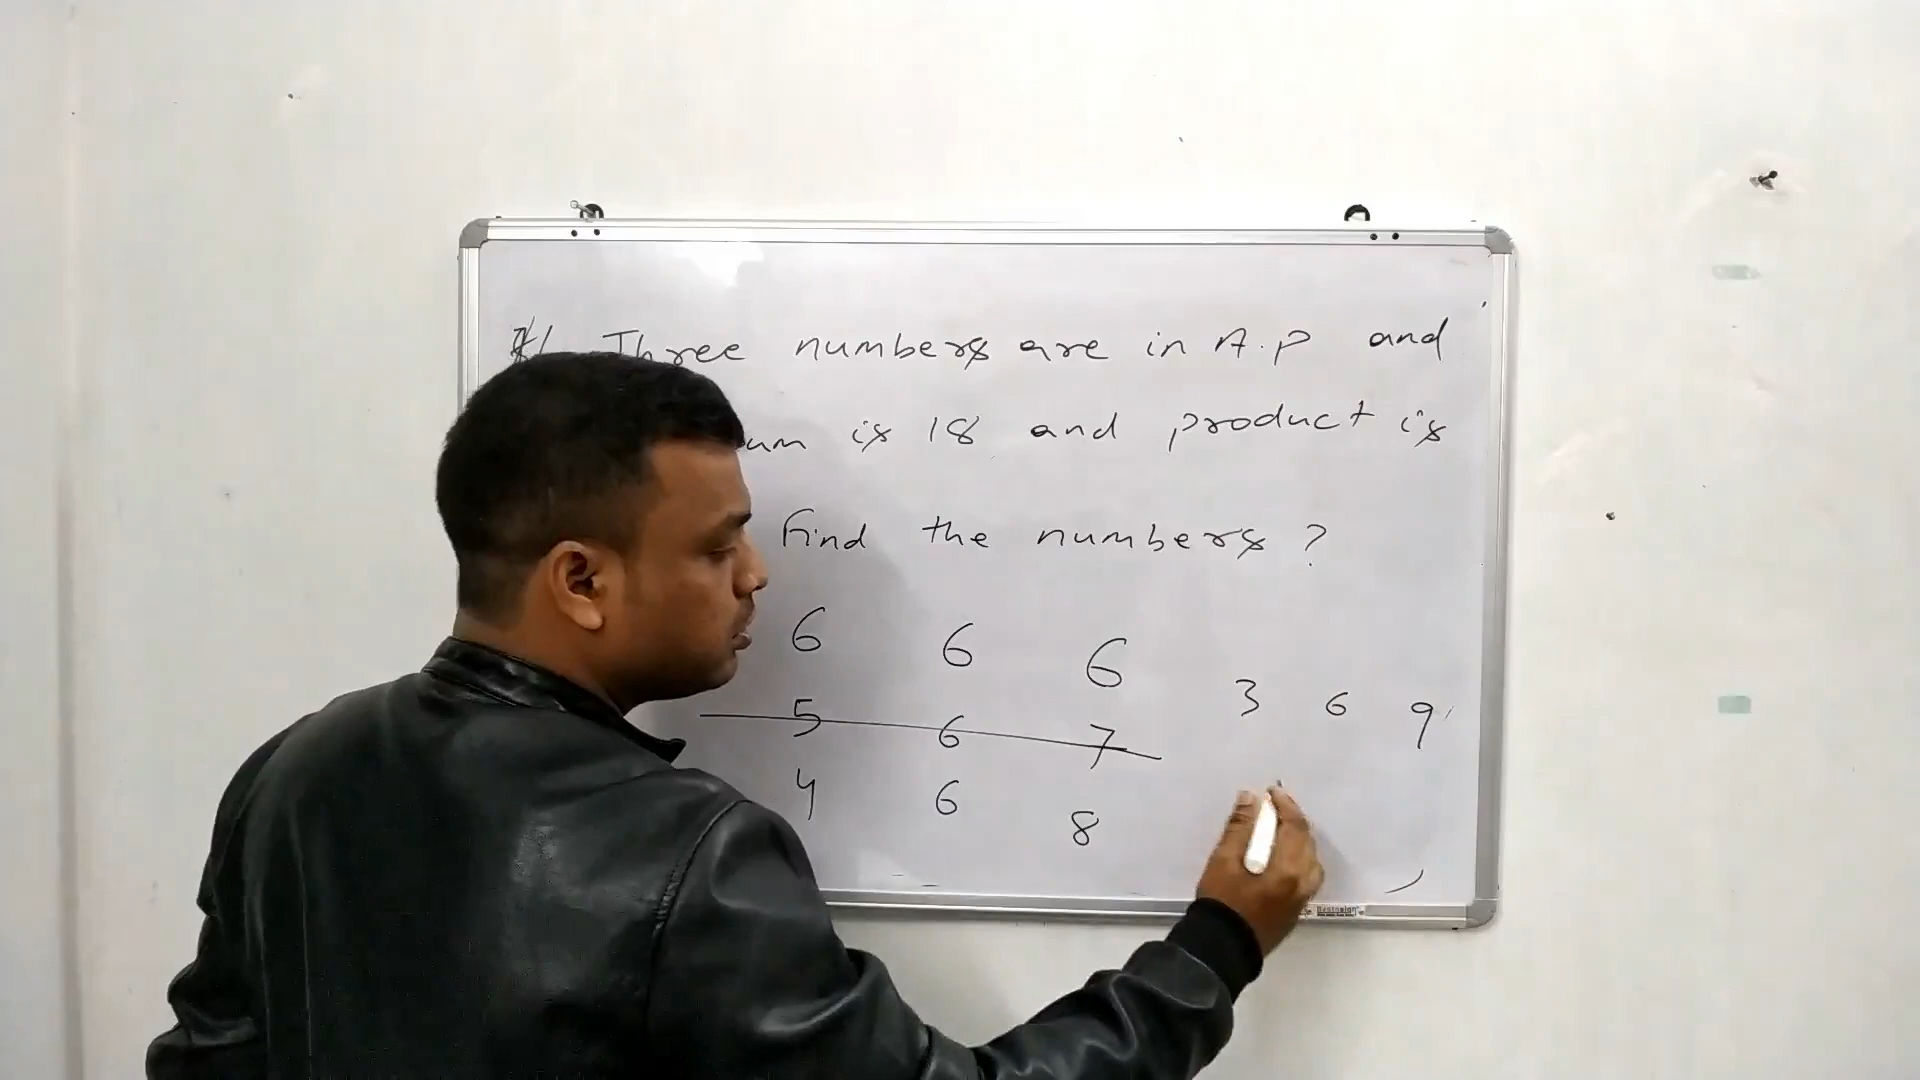 Three numbers are in A.P and
is 18 and product is
Find the numbers ?
6 6 6
5 6 7
3 6 9
4 6 8